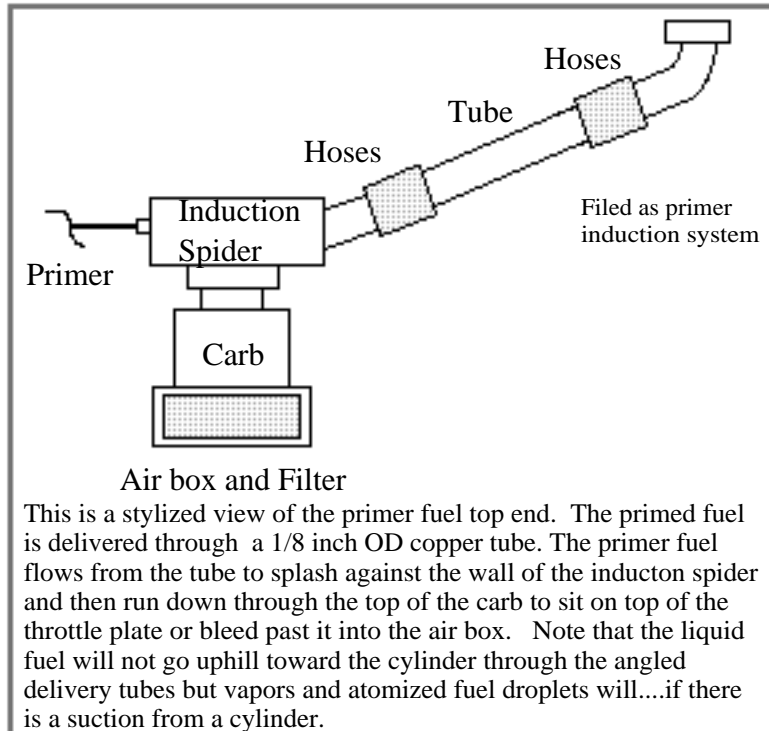 Hoses
Tube
Hoses
Induction
Spider
Filed as primer
induction system
Primer
Carb
Air box and Filter
This is a stylized view of the primer fuel top end.  The primed fuel
is delivered through  a 1/8 inch OD copper tube. The primer fuel
flows from the tube to splash against the wall of the inducton spider
and then run down through the top of the carb to sit on top of the
throttle plate or bleed past it into the air box.   Note that the liquid
fuel will not go uphill toward the cylinder through the angled
delivery tubes but vapors and atomized fuel droplets will....if there
is a suction from a cylinder.